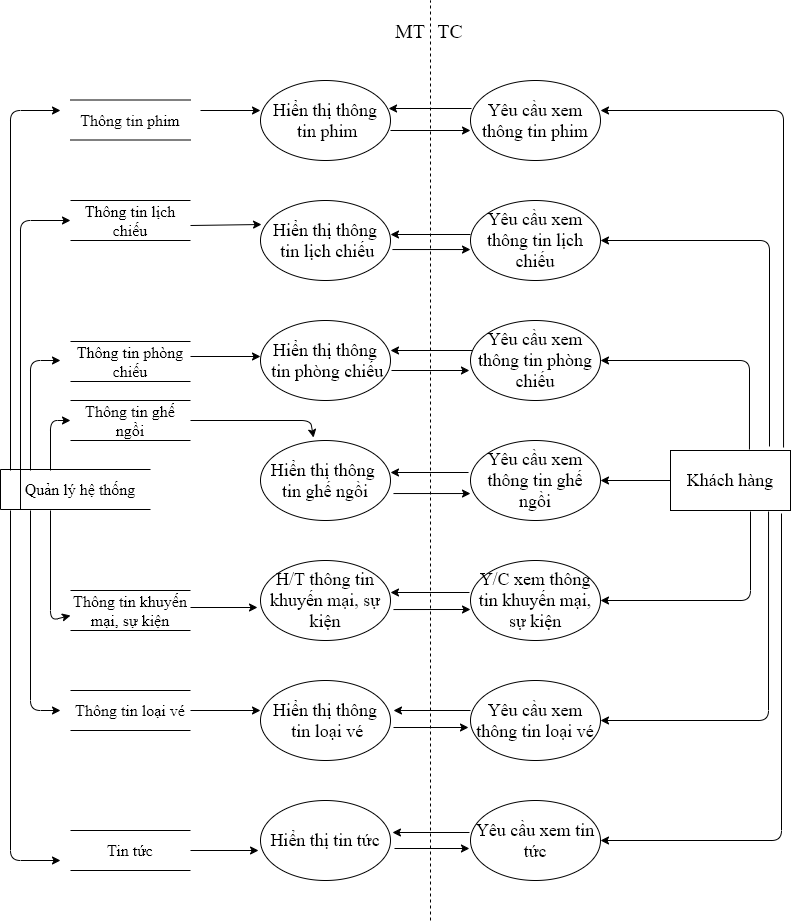 MT TC
Thông tin phim
Hiển thị thông
tin phim
Yêu cầu xem
thông tin phim
Thông tin lịch
chiếu
Hiển thị thông
tin lịch chiếu
Yêu cầu xem
thông tin lịch
chiếu
Thông tin phòng
chiếu
Hiển thị thông
tin phòng chiếu
Yêu cầu xem
thông tin phòng
chiếu
Thông tin ghế
ngồi
Hiển thị thông
tin ghế ngồi
Yêu cầu xem
thông tin ghế
ngồi
Quản lý hệ thống
Khách hàng
Thông tin khuyến
mại, sự kiện
H/T thông tin
khuyến mại, sự
kiện
Y/C xem thông
tin khuyến mại,
sự kiện
Thông tin loại vé
Hiển thị thông
tin loại vé
Yêu cầu xem
thông tin loại vé
Tin tức
Hiển thị tin tức
Yêu cầu xem tin
tức